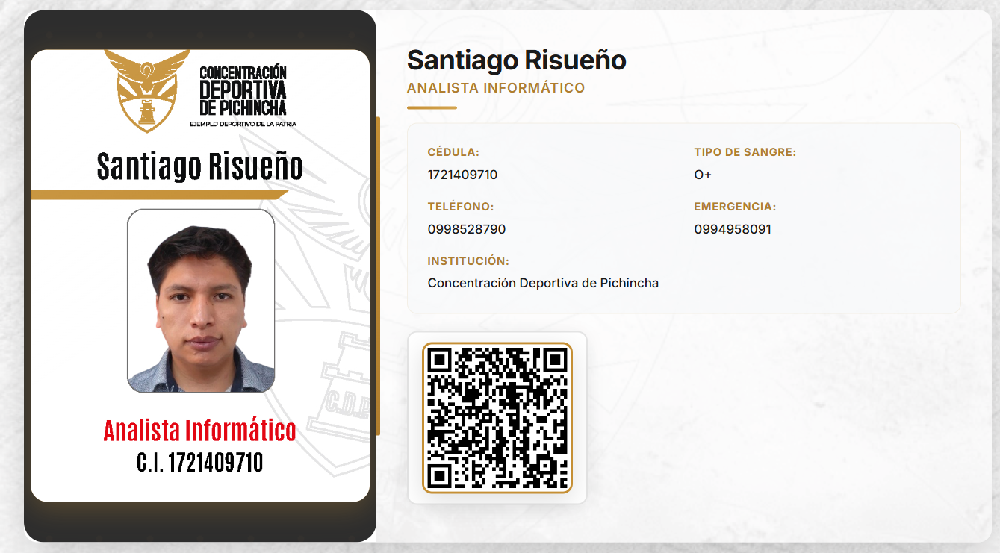 CONCENTRACIÓN
DEPORTIVA
DE PICHINCHA
EJEMPLO DEPORTIVO DE LA PATRIA
Santiago Risueño
Analista Informático
C.I. 1721409710
C.D.P.
Santiago Risueño
ANALISTA INFORMÁTICO
CÉDULA:
1721409710
TIPO DE SANGRE:
O+
TELÉFONO:
0998528790
EMERGENCIA:
0994958091
INSTITUCIÓN:
Concentración Deportiva de Pichincha